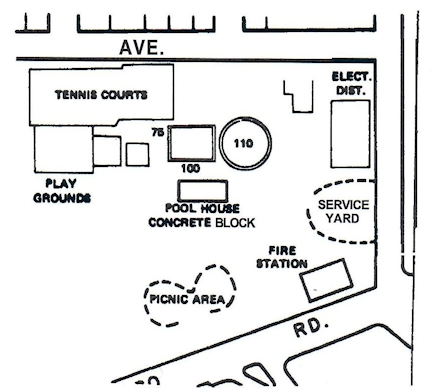 AVE.
TENNIS COURTS
ELECT.
DIST.
75
110
100
PLAY
GROUNDS
POOL HOUSE
CONCRETE BLOCK
SERVICE
YARD
FIRE
STATION
PICNIC AREA
RD.